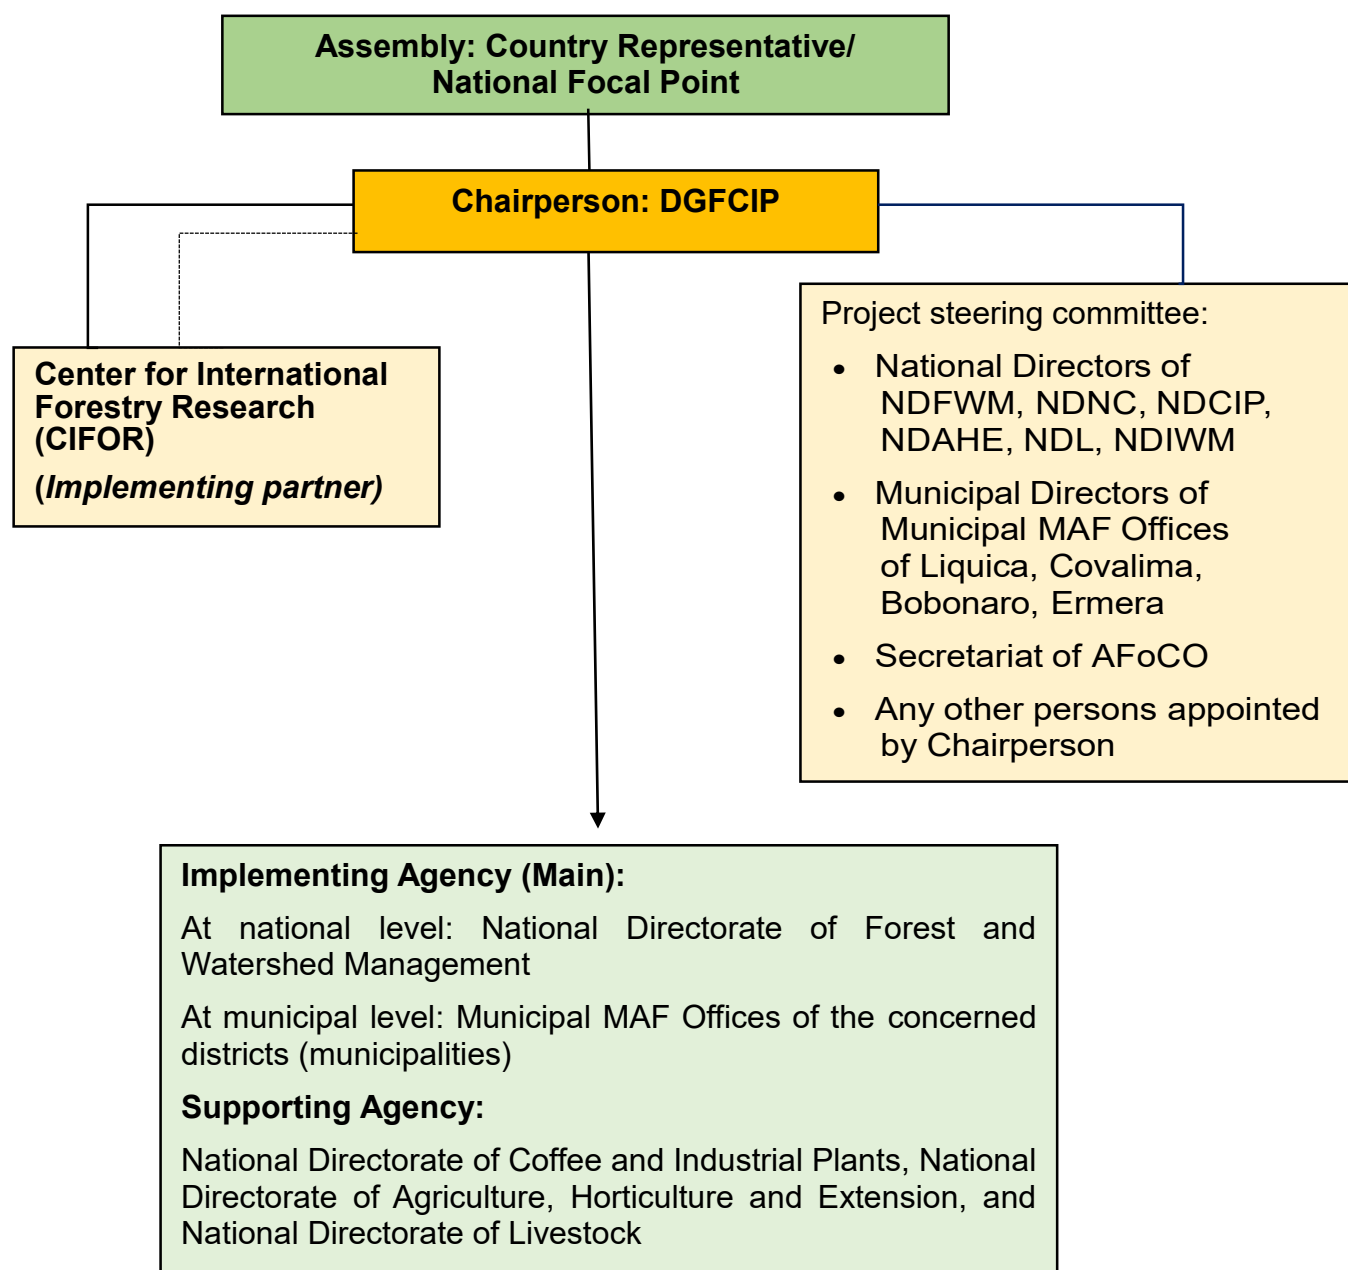 Assembly: Country Representative/
National Focal Point
Chairperson: DGFCIP
Center for International
Forestry Research
(CIFOR)
(Implementing partner)
Project steering committee:
• National Directors of
NDFWM, NDNC, NDCIP,
NDAHE, NDL, NDIWM
• Municipal Directors of
Municipal MAF Offices
of Liquica, Covalima,
Bobonaro, Ermera
• Secretariat of AFoCO
• Any other persons appointed
by Chairperson
Implementing Agency (Main):
At national level: National Directorate of Forest and
Watershed Management
At municipal level: Municipal MAF Offices of the concerned
districts (municipalities)
Supporting Agency:
National Directorate of Coffee and Industrial Plants, National
Directorate of Agriculture, Horticulture and Extension, and
National Directorate of Livestock